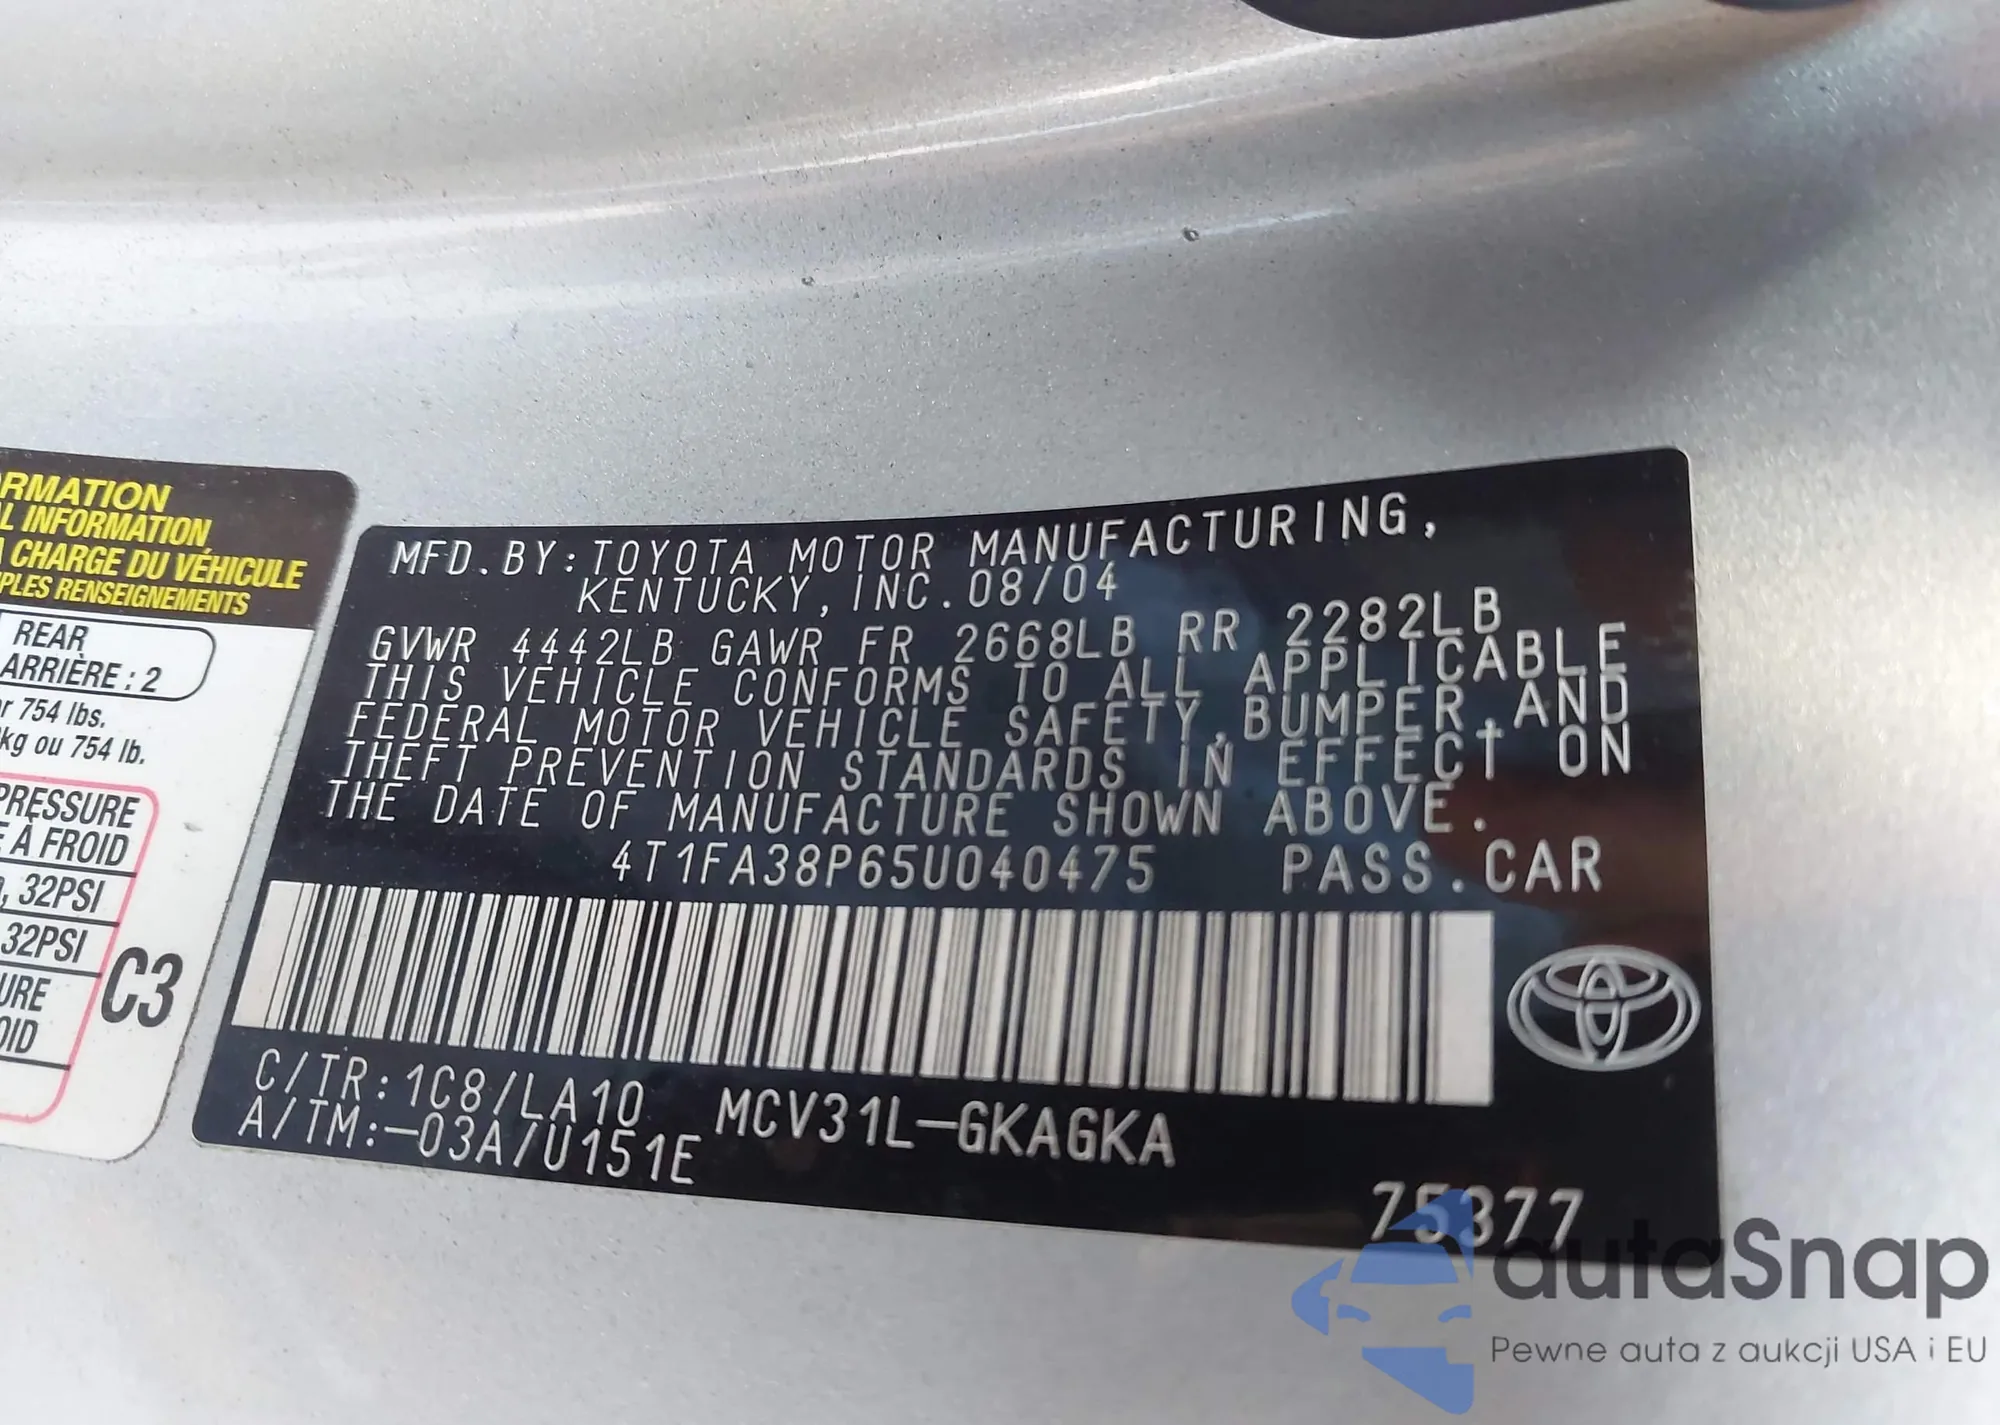 RMATION
L INFORMATION
A CHARGE DU VÉHICULE
PLES RENSEIGNEMENTS
REAR
ARRIÈRE : 2
r 754 lbs.
kg ou 754 lb.
PRESSURE
E À FROID
, 32PSI
32PSI
URE
OID
C3
MFD. BY: TOYOTA MOTOR MANUFACTURING,
KENTUCKY, INC. 08/04
GVWR 4442LB GAWR FR 2668LB RR 2282LB
THIS VEHICLE CONFORMS TO ALL APPLICABLE
FEDERAL MOTOR VEHICLE SAFETY, BUMPER, AND
THEFT PREVENTION STANDARDS IN EFFECT ON
THE DATE OF MANUFACTURE SHOWN ABOVE.
4T1FA38P65U040475 PASS. CAR
C/TR: 1C8/LA10 MCV31L-GKAGKA
A/TM:-03A/U151E
75377
autaSnap
Pewne auta z aukcji USA i EU